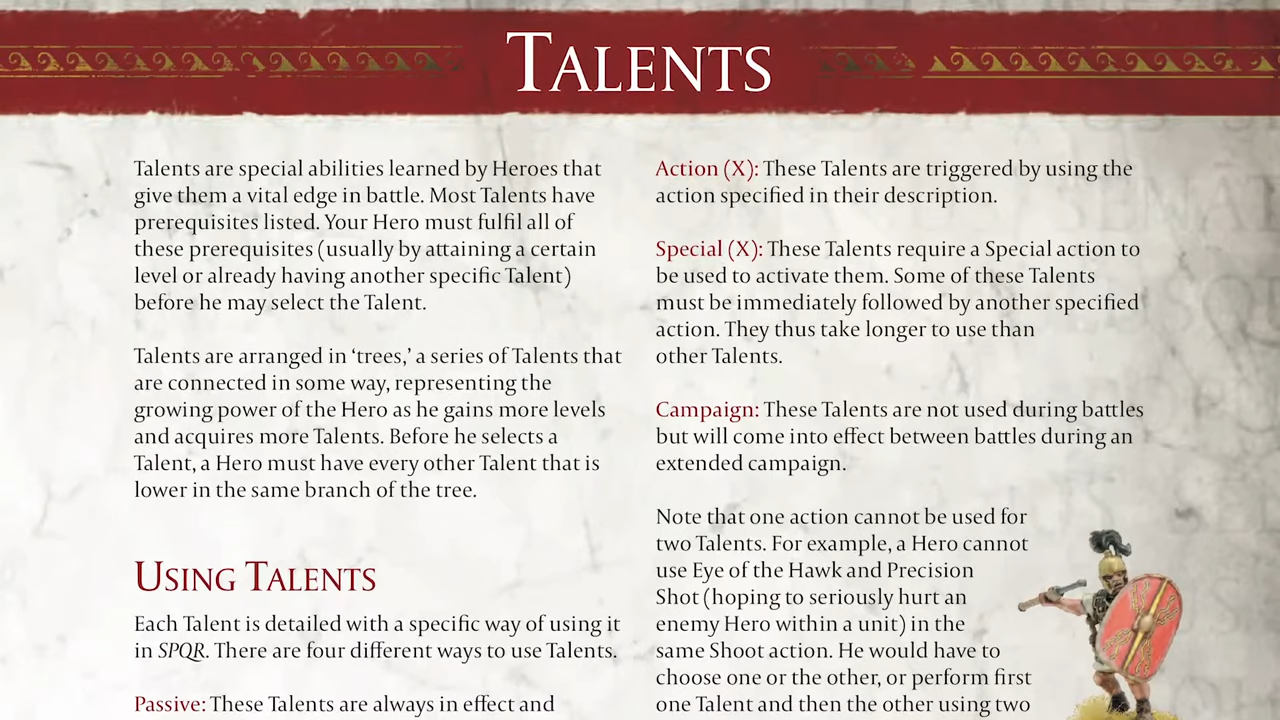 TALENTS
Talents are special abilities learned by Heroes that
give them a vital edge in battle. Most Talents have
prerequisites listed. Your Hero must fulfil all of
these prerequisites (usually by attaining a certain
level or already having another specific Talent)
before he may select the Talent.
Talents are arranged in ‘trees,’ a series of Talents that
are connected in some way, representing the
growing power of the Hero as he gains more levels
and acquires more Talents. Before he selects a
Talent, a Hero must have every other Talent that is
lower in the same branch of the tree.
USING TALENTS
Each Talent is detailed with a specific way of using it
in SPQR. There are four different ways to use Talents.
Passive: These Talents are always in effect and
Action (X): These Talents are triggered by using the
action specified in their description.
Special (X): These Talents require a Special action to
be used to activate them. Some of these Talents
must be immediately followed by another specified
action. They thus take longer to use than
other Talents.
Campaign: These Talents are not used during battles
but will come into effect between battles during an
extended campaign.
Note that one action cannot be used for
two Talents. For example, a Hero cannot
use Eye of the Hawk and Precision
Shot (hoping to seriously hurt an
enemy Hero within a unit) in the
same Shoot action. He would have to
choose one or the other, or perform first
one Talent and then the other using two